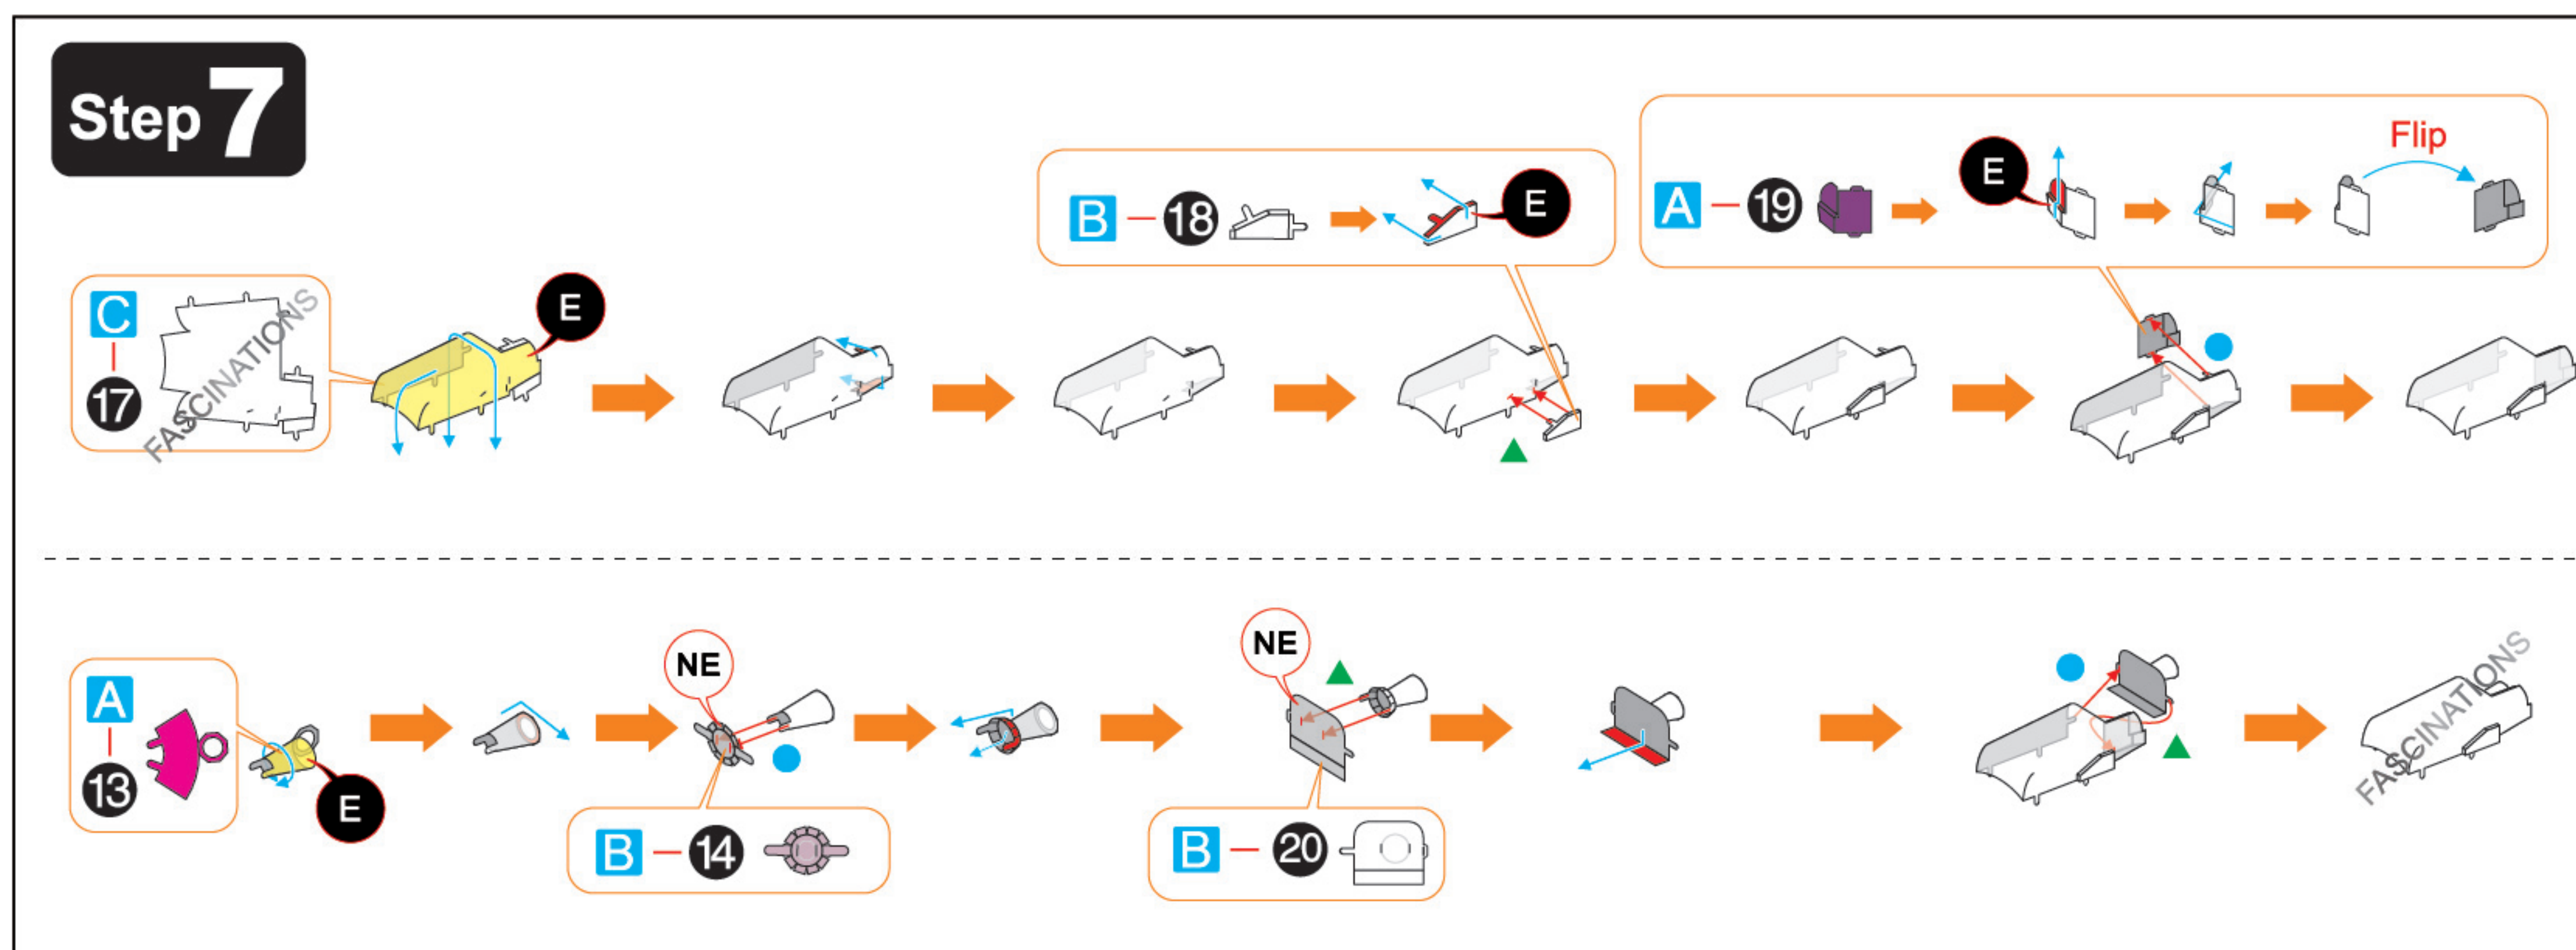 Step 7
B 18 E
A 19 E Flip
C 17 FASCINATIONS E
A 13 E
NE
B 14
NE
B 20
FASCINATIONS